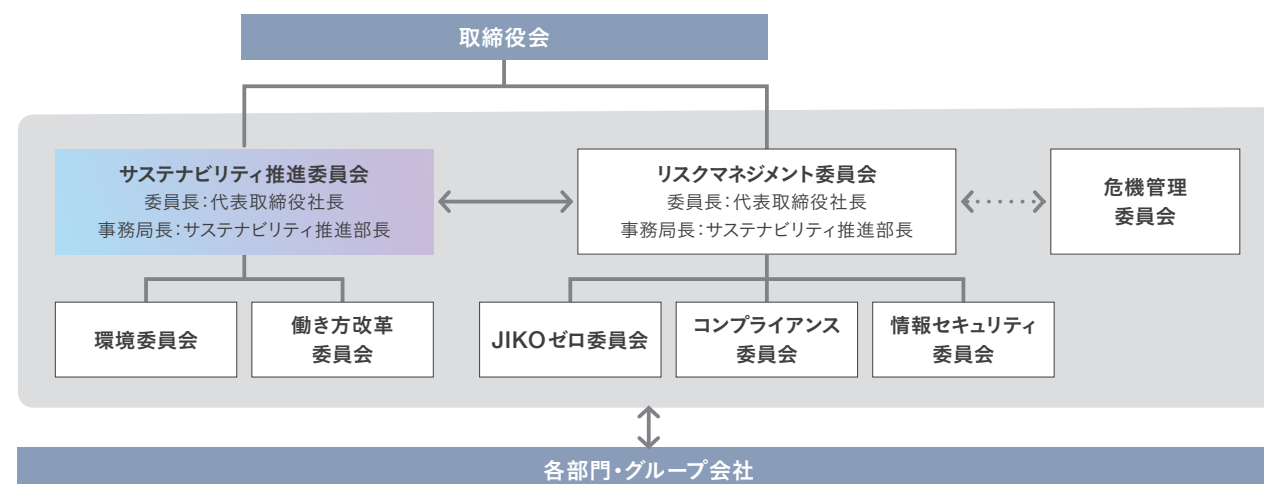 取締役会
サステナビリティ推進委員会
委員長：代表取締役社長
事務局長：サステナビリティ推進部長
リスクマネジメント委員会
委員長：代表取締役社長
事務局長：サステナビリティ推進部長
危機管理
委員会
環境委員会
働き方改革
委員会
JIKOゼロ委員会
コンプライアンス
委員会
情報セキュリティ
委員会
各部門・グループ会社